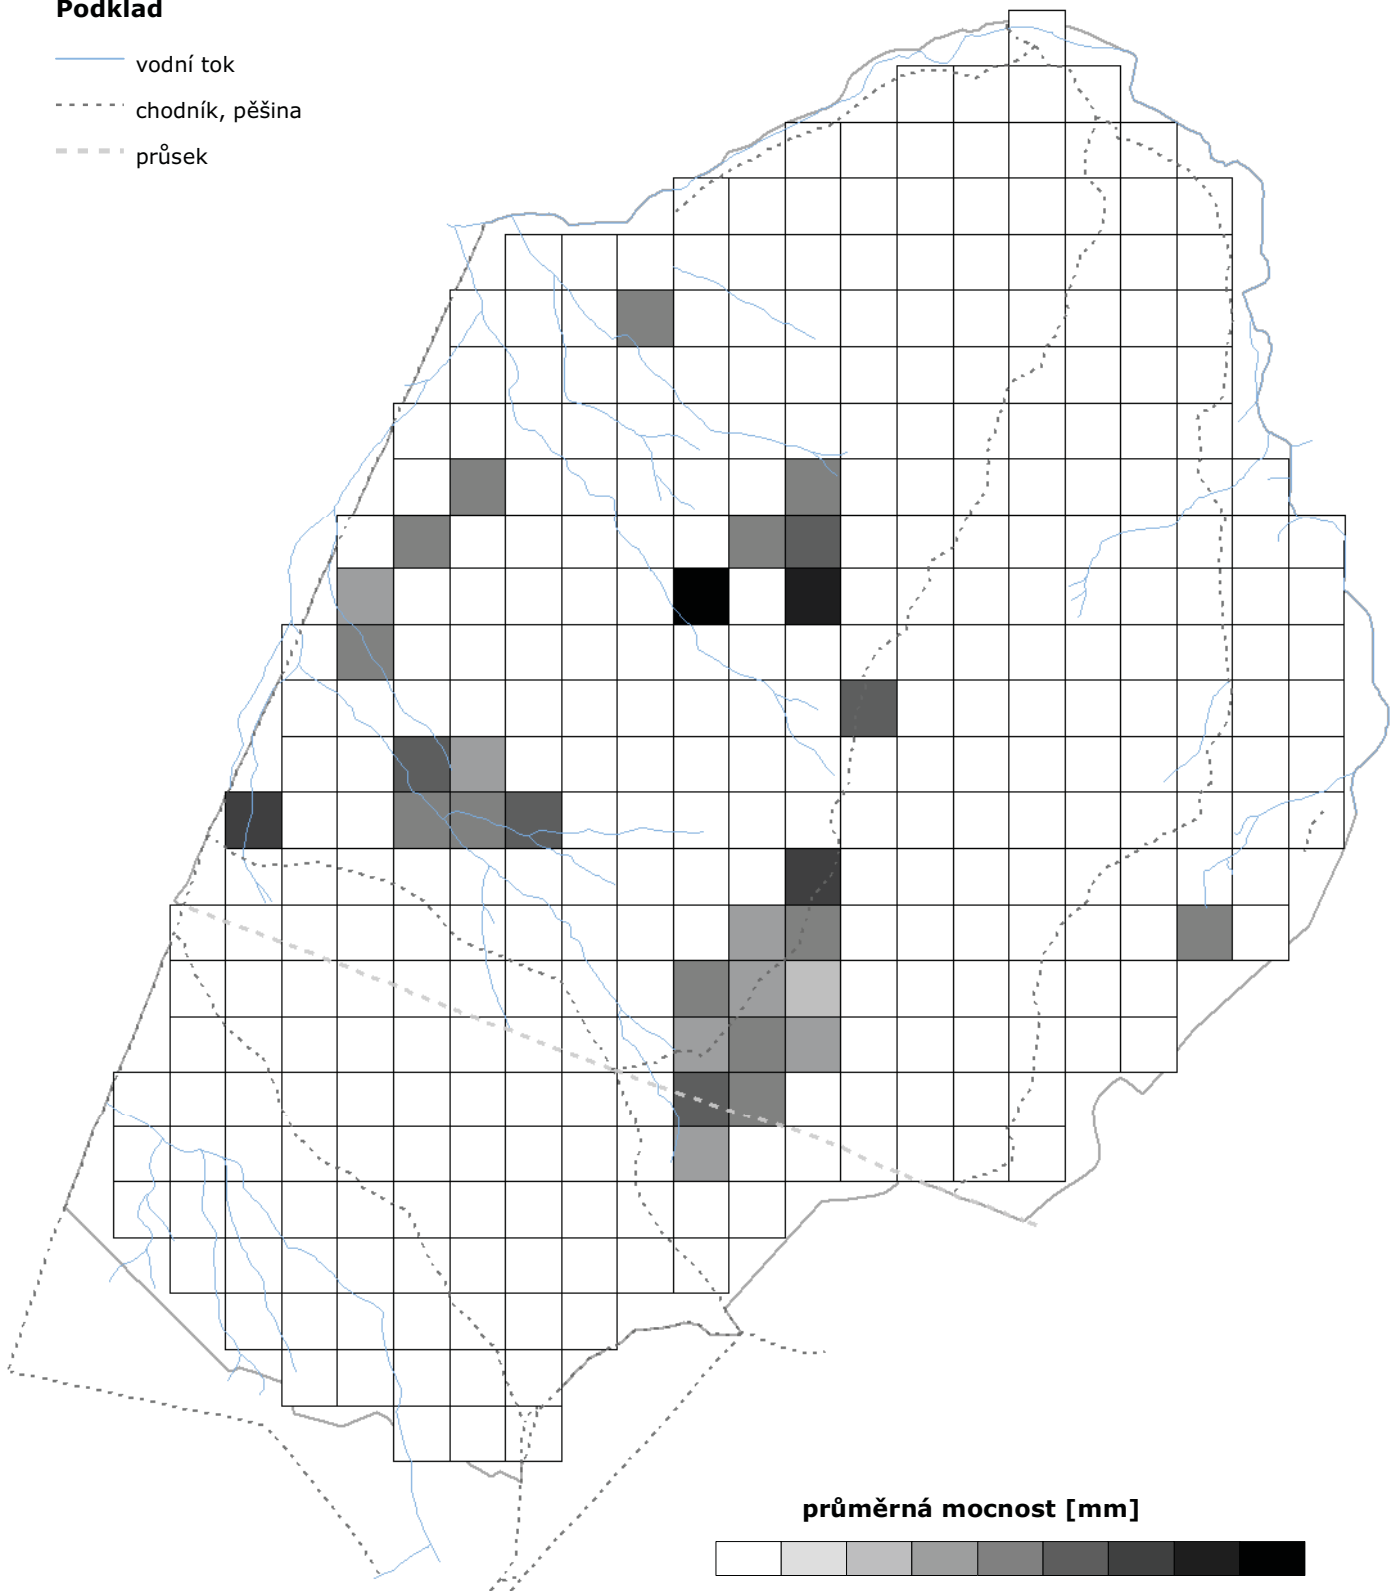 Podklad
vodní tok
chodník, pěšina
průsek
průměrná mocnost [mm]